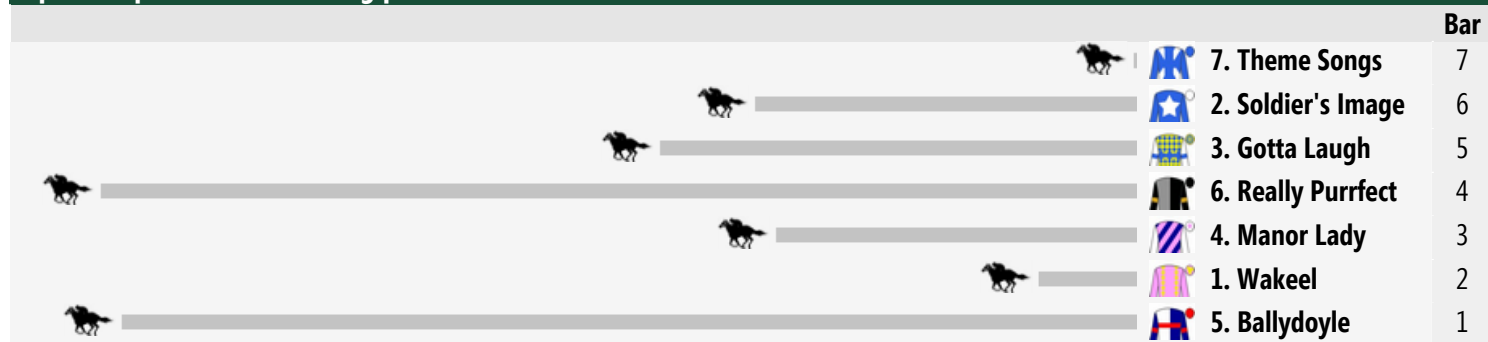 Bar
7. Theme Songs 7
2. Soldier's Image 6
3. Gotta Laugh 5
6. Really Purrfect 4
4. Manor Lady 3
1. Wakeel 2
5. Ballydoyle 1